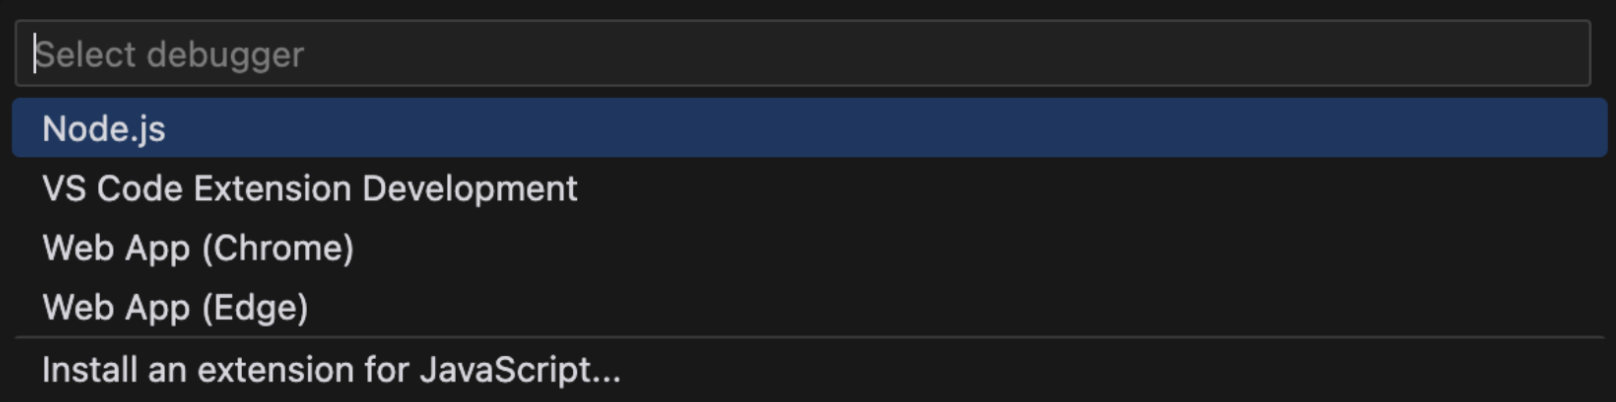 Select debugger
Node.js
VS Code Extension Development
Web App (Chrome)
Web App (Edge)
Install an extension for JavaScript...